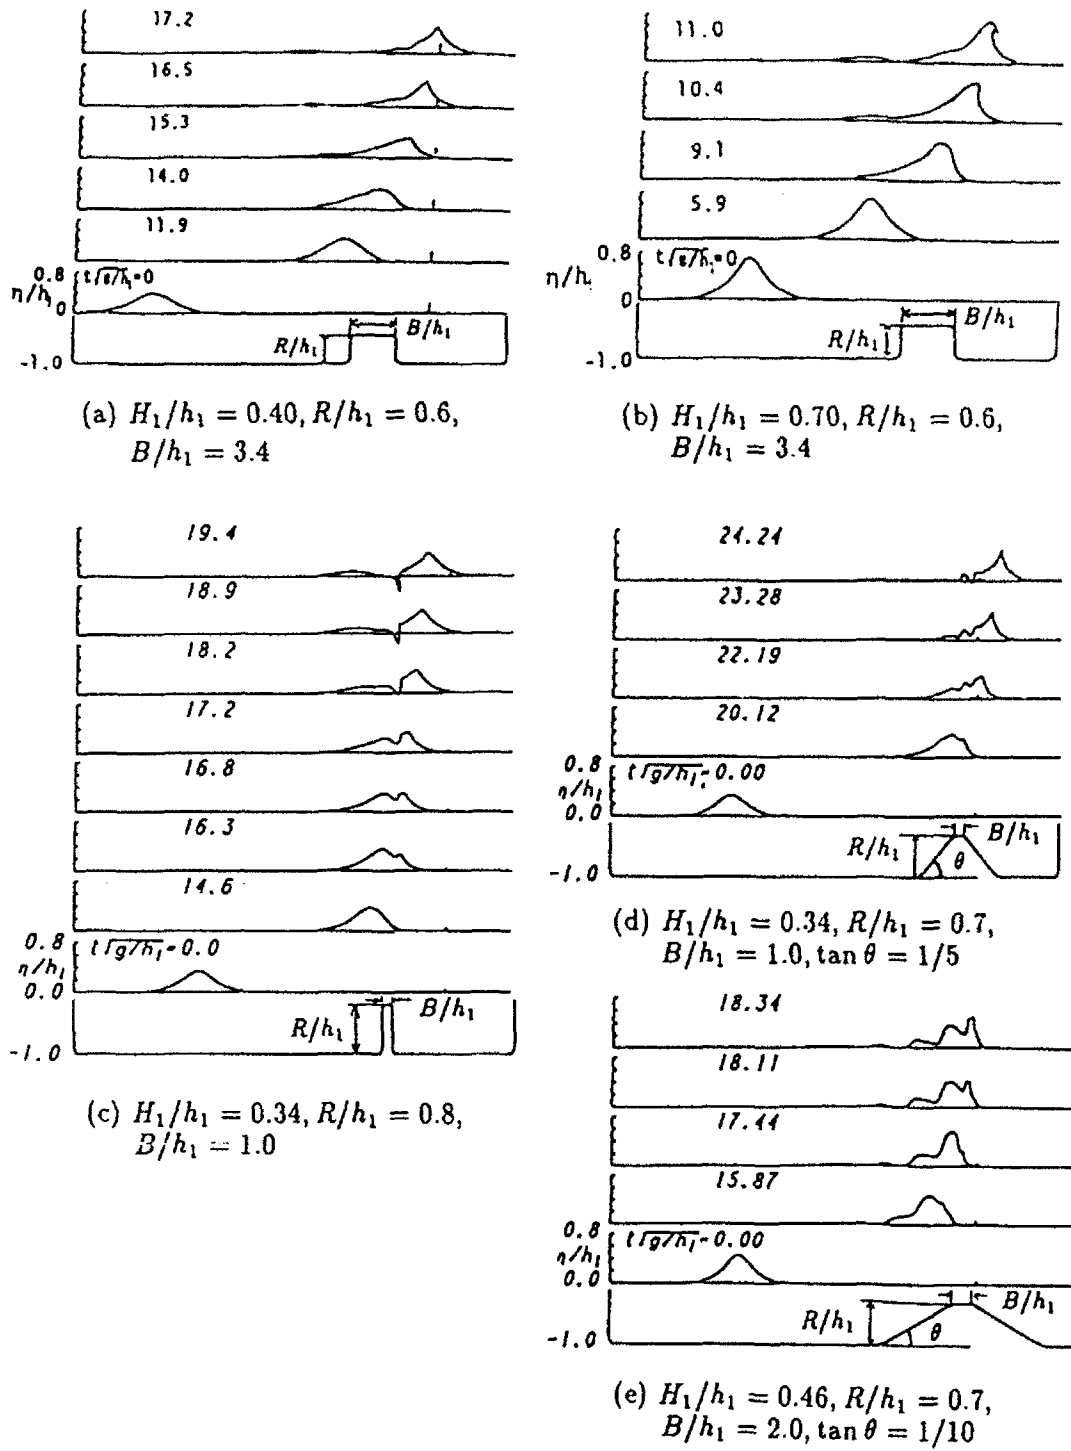 17.2
16.5
15.3
14.0
11.9
0.8
t√g/h₁=0
η/h₁
0
B/h₁
R/h₁
-1.0
(a) H₁/h₁ = 0.40, R/h₁ = 0.6,
B/h₁ = 3.4
11.0
10.4
9.1
5.9
0.8
t√g/h₁=0
η/h₁
0
B/h₁
R/h₁
-1.0
(b) H₁/h₁ = 0.70, R/h₁ = 0.6,
B/h₁ = 3.4
19.4
18.9
18.2
17.2
16.8
16.3
14.6
0.8
t√g/h₁=0.0
η/h₁
0.0
B/h₁
R/h₁
-1.0
(c) H₁/h₁ = 0.34, R/h₁ = 0.8,
B/h₁ = 1.0
24.24
23.28
22.19
20.12
0.8
t√g/h₁=0.00
η/h₁
0.0
B/h₁
R/h₁
θ
-1.0
(d) H₁/h₁ = 0.34, R/h₁ = 0.7,
B/h₁ = 1.0, tan θ = 1/5
18.34
18.11
17.44
15.87
0.8
t√g/h₁=0.00
η/h₁
0.0
B/h₁
R/h₁
θ
-1.0
(e) H₁/h₁ = 0.46, R/h₁ = 0.7,
B/h₁ = 2.0, tan θ = 1/10